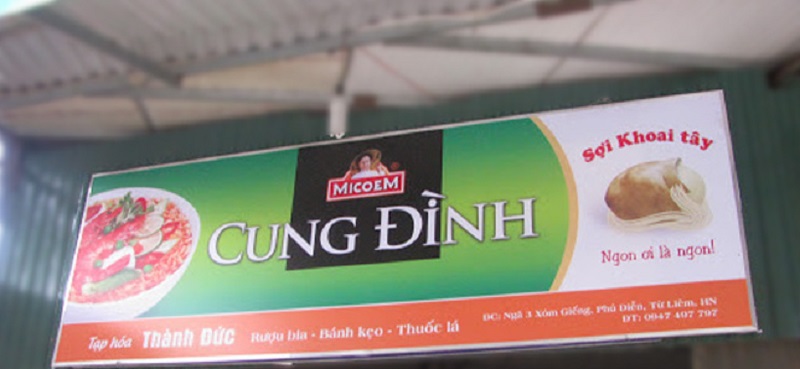 MICOEM
CUNG ĐÌNH
Sợi Khoai tây
Ngon ơi là ngon!
Tạp hóa Thành Đức Rượu bia - Bánh kẹo - Thuốc lá
ĐC: Ngã 3 Xóm Giếng, Phú Diễn, Từ Liêm, HN
ĐT: 0947 407 797